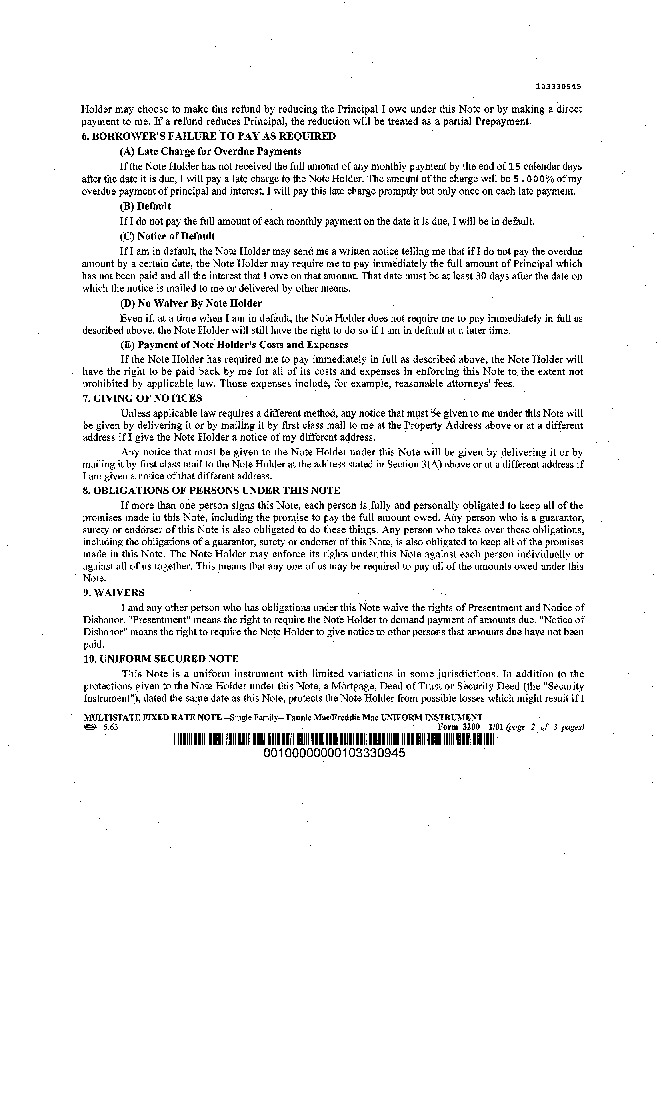 103330945
Holder may choose to make this refund by reducing the Principal I owe under this Note or by making a direct
payment to me. If a refund reduces Principal, the reduction will be treated as a partial Prepayment.
6. BORROWER'S FAILURE TO PAY AS REQUIRED
(A) Late Charge for Overdue Payments
If the Note Holder has not received the full amount of any monthly payment by the end of 15 calendar days
after the date it is due, I will pay a late charge to the Note Holder. The amount of the charge will be 5.000% of my
overdue payment of principal and interest. I will pay this late charge promptly but only once on each late payment.
(B) Default
If I do not pay the full amount of each monthly payment on the date it is due, I will be in default.
(C) Notice of Default
If I am in default, the Note Holder may send me a written notice telling me that if I do not pay the overdue
amount by a certain date, the Note Holder may require me to pay immediately the full amount of Principal which
has not been paid and all the interest that I owe on that amount. That date must be at least 30 days after the date on
which the notice is mailed to me or delivered by other means.
(D) No Waiver By Note Holder
Even if, at a time when I am in default, the Note Holder does not require me to pay immediately in full as
described above, the Note Holder will still have the right to do so if I am in default at a later time.
(E) Payment of Note Holder's Costs and Expenses
If the Note Holder has required me to pay immediately in full as described above, the Note Holder will
have the right to be paid back by me for all of its costs and expenses in enforcing this Note to the extent not
prohibited by applicable law. Those expenses include, for example, reasonable attorneys' fees.
7. GIVING OF NOTICES
Unless applicable law requires a different method, any notice that must be given to me under this Note will
be given by delivering it or by mailing it by first class mail to me at the Property Address above or at a different
address if I give the Note Holder a notice of my different address.
Any notice that must be given to the Note Holder under this Note will be given by delivering it or by
mailing it by first class mail to the Note Holder at the address stated in Section 3(A) above or at a different address if
I am given a notice of that different address.
8. OBLIGATIONS OF PERSONS UNDER THIS NOTE
If more than one person signs this Note, each person is fully and personally obligated to keep all of the
promises made in this Note, including the promise to pay the full amount owed. Any person who is a guarantor,
surety or endorser of this Note is also obligated to do these things. Any person who takes over these obligations,
including the obligations of a guarantor, surety or endorser of this Note, is also obligated to keep all of the promises
made in this Note. The Note Holder may enforce its rights under this Note against each person individually or
against all of us together. This means that any one of us may be required to pay all of the amounts owed under this
Note.
9. WAIVERS
I and any other person who has obligations under this Note waive the rights of Presentment and Notice of
Dishonor. "Presentment" means the right to require the Note Holder to demand payment of amounts due. "Notice of
Dishonor" means the right to require the Note Holder to give notice to other persons that amounts due have not been
paid.
10. UNIFORM SECURED NOTE
This Note is a uniform instrument with limited variations in some jurisdictions. In addition to the
protections given to the Note Holder under this Note, a Mortgage, Deed of Trust or Security Deed (the "Security
Instrument"), dated the same date as this Note, protects the Note Holder from possible losses which might result if I
MULTISTATE FIXED RATE NOTE—Single Family—Fannie Mae/Freddie Mac UNIFORM INSTRUMENT
5.63 Form 3200 1/01 (page 2 of 3 pages)
00100000000103330945